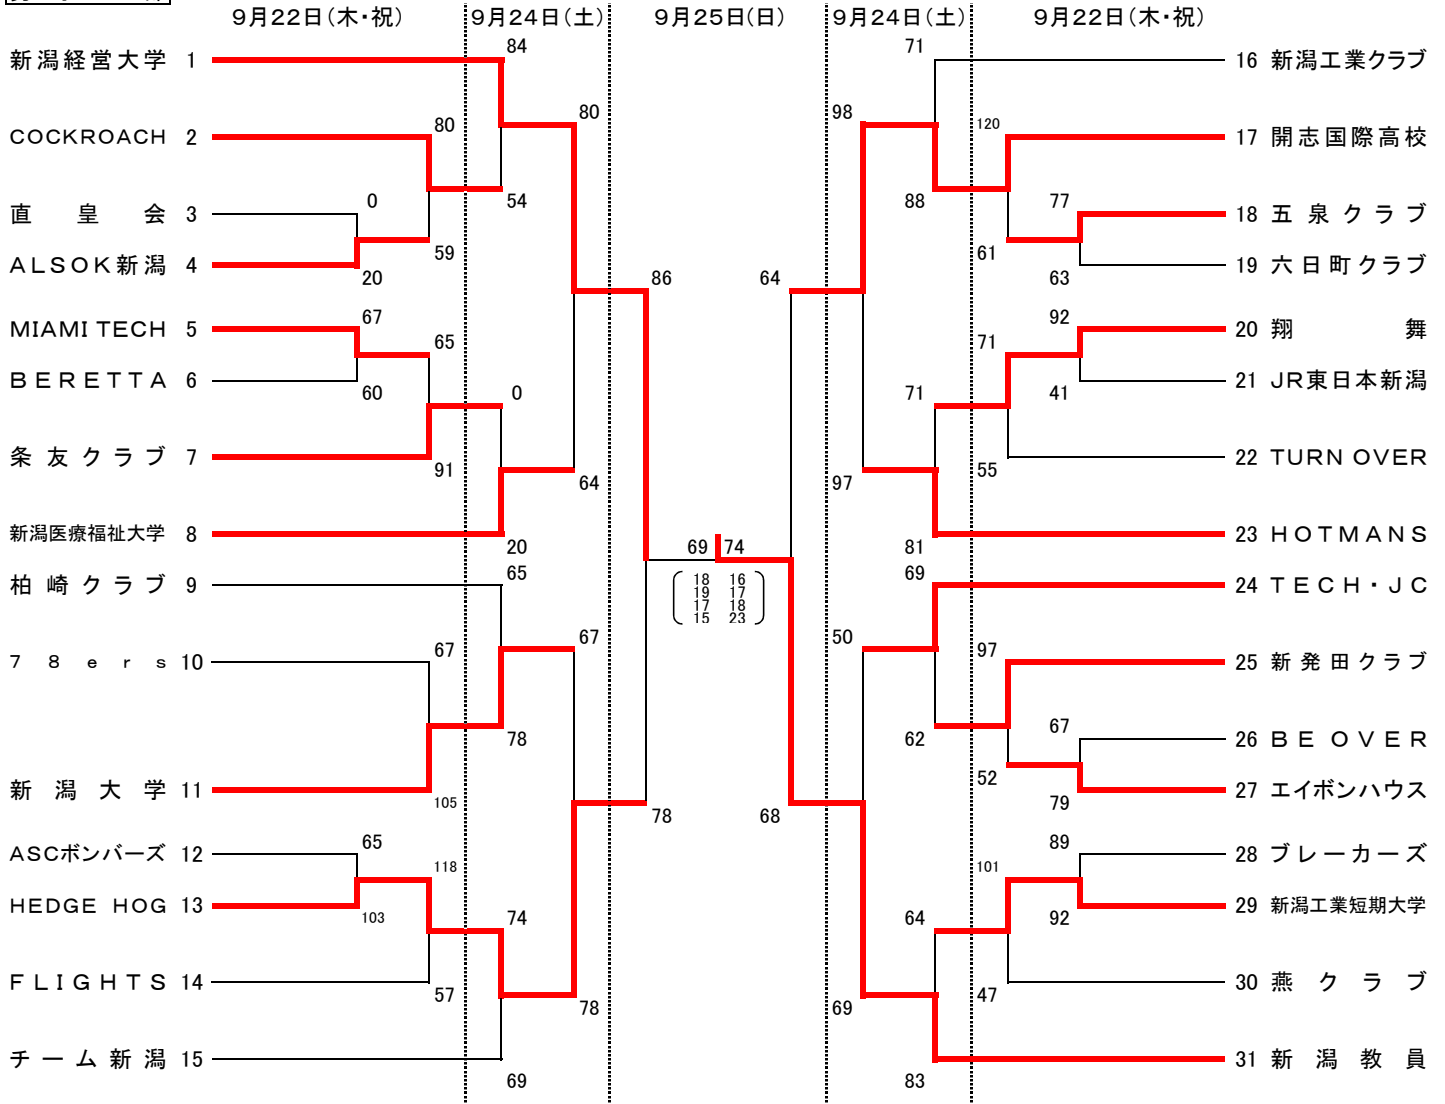 9月22日(木・祝) 9月24日(土) 9月25日(日) 9月24日(土) 9月22日(木・祝)
84 71
新潟経営大学 1 16 新潟工業クラブ
80 98
80 120
COCKROACH 2 17 開志国際高校
0 54 88 77
直皇会 3 18 五泉クラブ
59 61
ALSOK新潟 4 19 六日町クラブ
20 86 64 63
67 92
MIAMI TECH 5 20 翔舞
65 71
BERETTA 6 21 JR東日本新潟
60 0 71 41
条友クラブ 7 22 TURN OVER
91 55
64 97
新潟医療福祉大学 8 23 HOTMANS
20 69 74 81
65 69
柏崎クラブ 9 24 TECH・JC
18 16
19 17
17 18
15 23
67 50
67 97
78ers 10 25 新発田クラブ
67
78 62 26 BE OVER
52
新潟大学 11 27 エイボンハウス
105 79
78 68
65 89
ASCボンバーズ 12 28 ブレーカーズ
118 101
HEDGE HOG 13 29 新潟工業短期大学
103 74 64 92
FLIGHTS 14 30 燕クラブ
57 47
78 69
チーム新潟 15 31 新潟教員
69 83